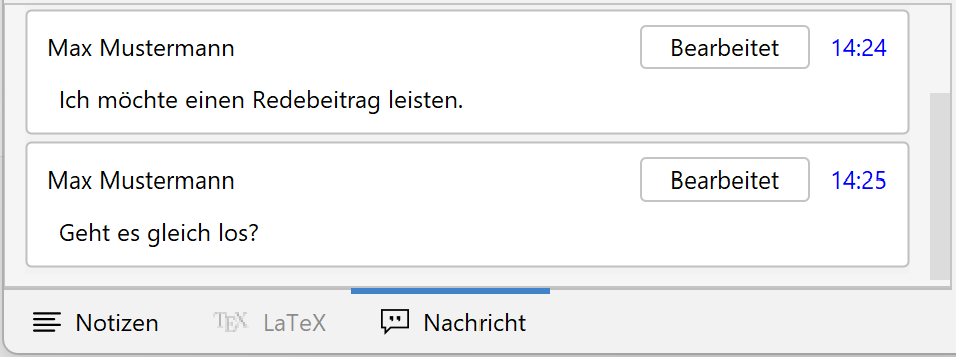 Max Mustermann Bearbeitet 14:24
Ich möchte einen Redebeitrag leisten.
Max Mustermann Bearbeitet 14:25
Geht es gleich los?
Notizen TEX LaTeX Nachricht